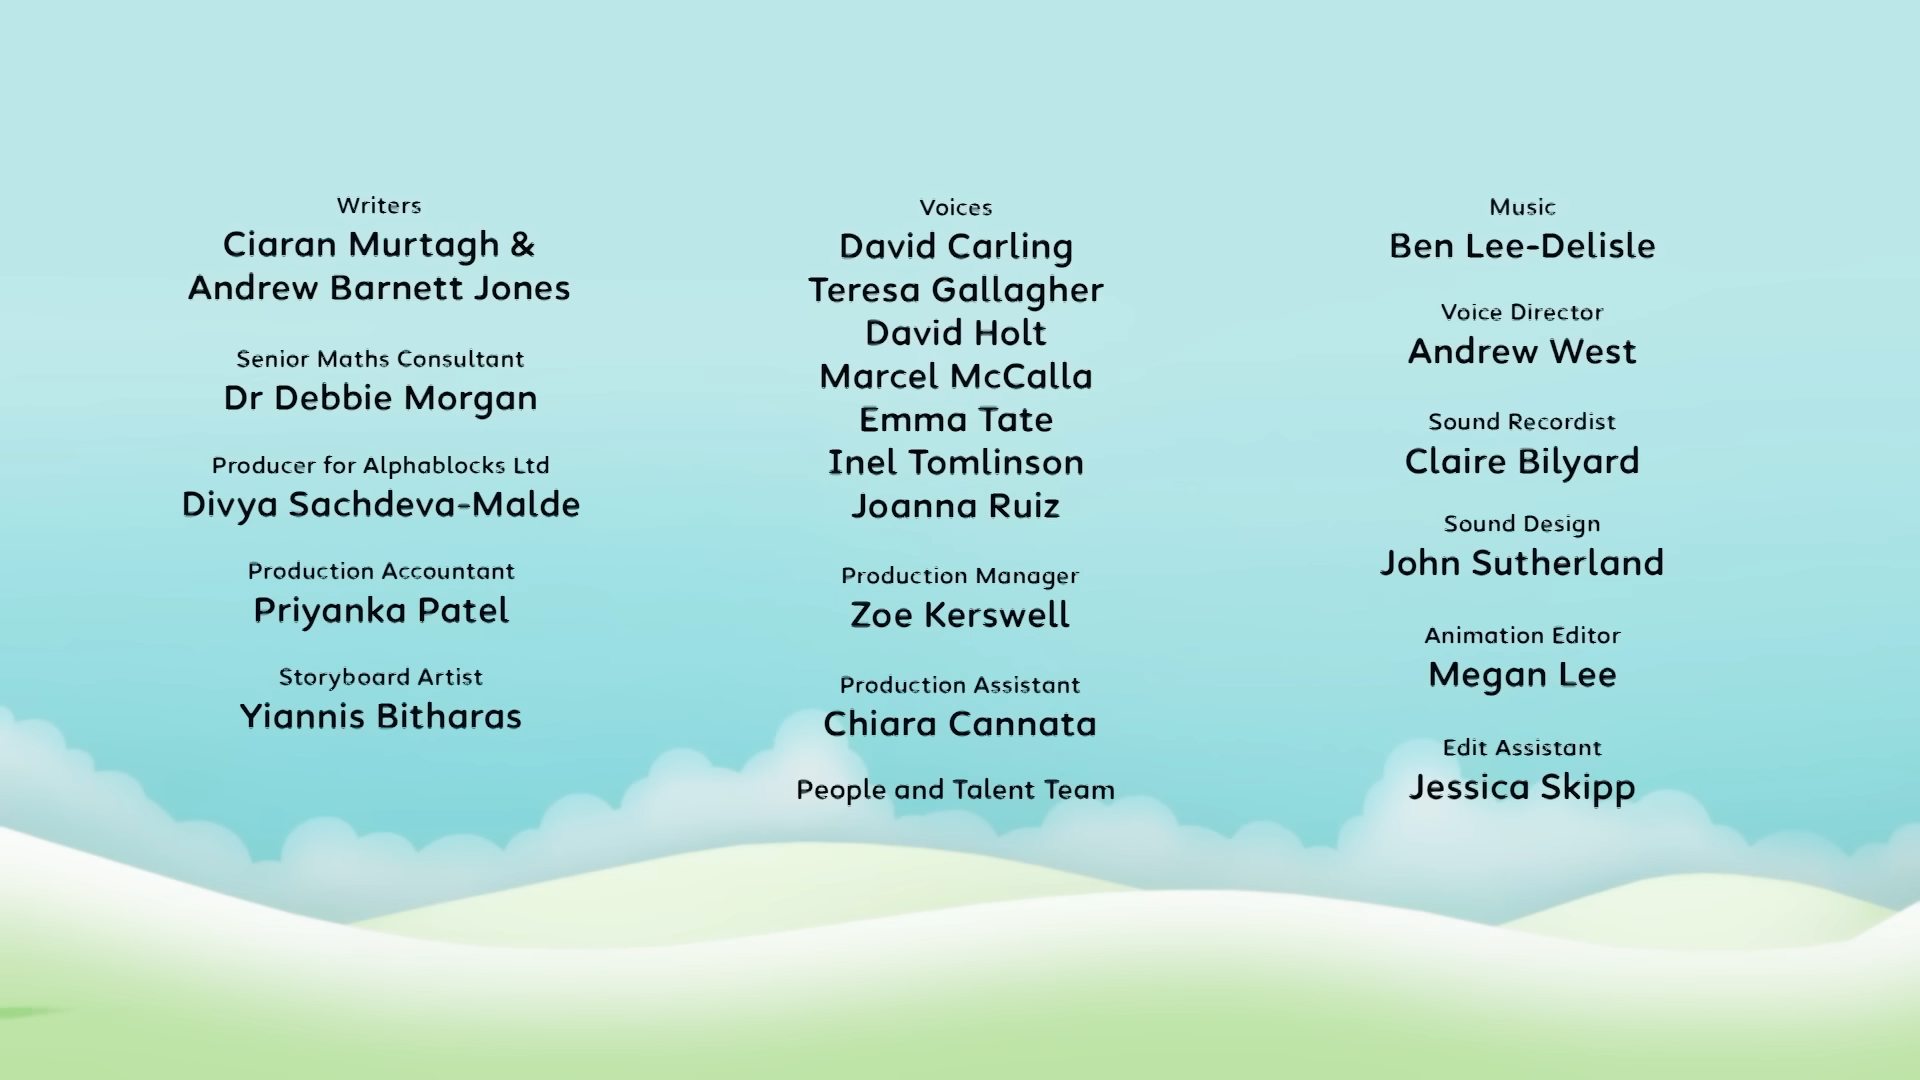 Writers
Ciaran Murtagh &
Andrew Barnett Jones
Senior Maths Consultant
Dr Debbie Morgan
Producer for Alphablocks Ltd
Divya Sachdeva-Malde
Production Accountant
Priyanka Patel
Storyboard Artist
Yiannis Bitharas
Voices
David Carling
Teresa Gallagher
David Holt
Marcel McCalla
Emma Tate
Inel Tomlinson
Joanna Ruiz
Production Manager
Zoe Kerswell
Production Assistant
Chiara Cannata
People and Talent Team
Music
Ben Lee-Delisle
Voice Director
Andrew West
Sound Recordist
Claire Bilyard
Sound Design
John Sutherland
Animation Editor
Megan Lee
Edit Assistant
Jessica Skipp